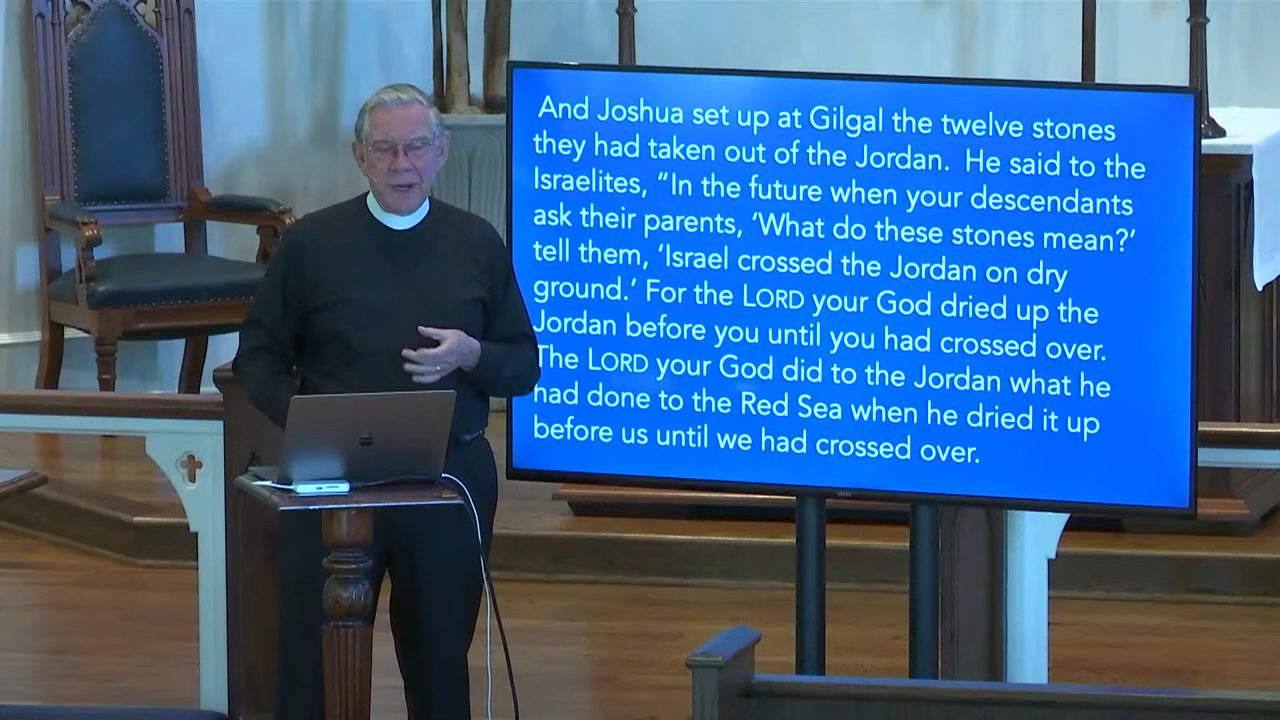 And Joshua set up at Gilgal the twelve stones
they had taken out of the Jordan. He said to the
Israelites, “In the future when your descendants
ask their parents, ‘What do these stones mean?’
tell them, ‘Israel crossed the Jordan on dry
ground.’ For the LORD your God dried up the
Jordan before you until you had crossed over.
The LORD your God did to the Jordan what he
had done to the Red Sea when he dried it up
before us until we had crossed over.